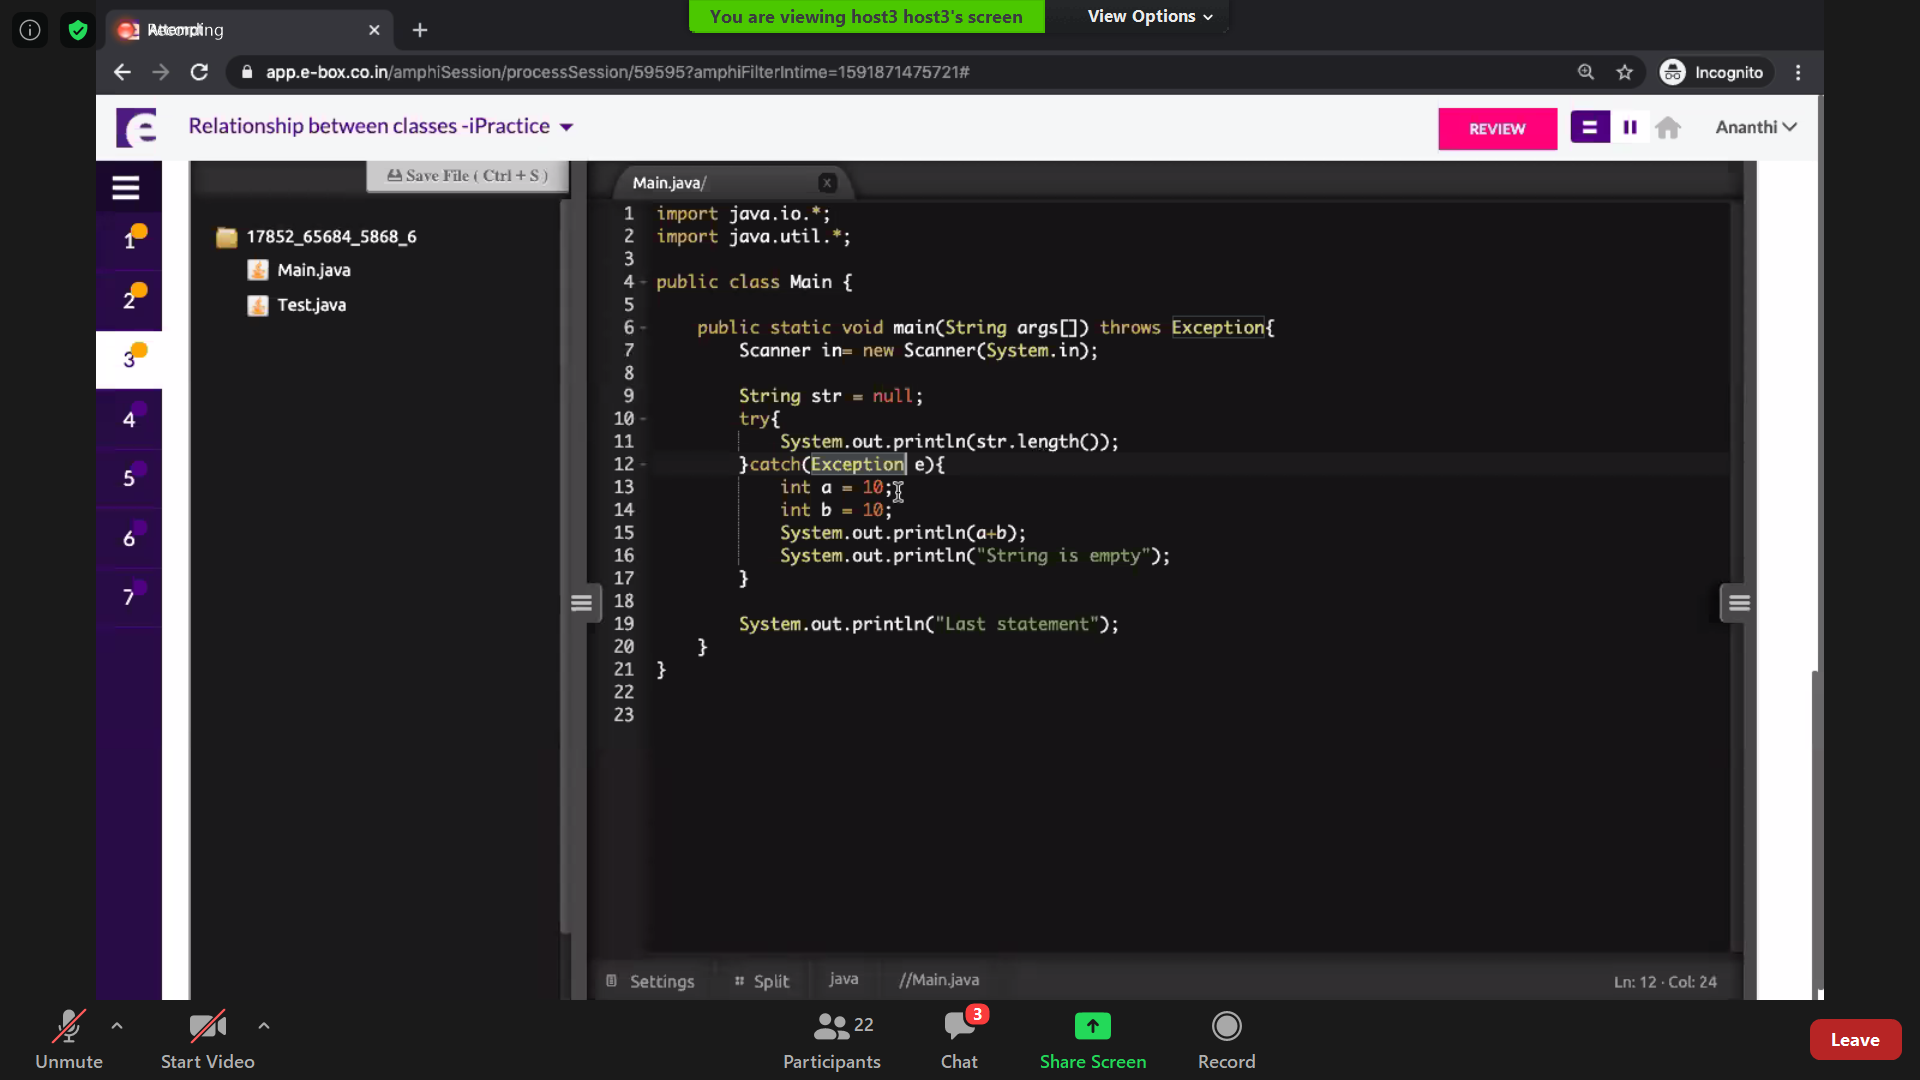 You are viewing host3 host3's screen
View Options
app.e-box.co.in/amphiSession/processSession/59595?amphiFilterIntime=1591871475721#
Incognito
Relationship between classes -iPractice
REVIEW
Ananthi
Save File ( Ctrl + S )
Main.java/
17852_65684_5868_6
Main.java
Test.java
1
2
3
4
5
6
7
1 import java.io.*;
2 import java.util.*;
3
4 public class Main {
5
6 public static void main(String args[]) throws Exception{
7 Scanner in= new Scanner(System.in);
8
9 String str = null;
10 try{
11 System.out.println(str.length());
12 }catch(Exception e){
13 int a = 10;
14 int b = 10;
15 System.out.println(a+b);
16 System.out.println("String is empty");
17 }
18
19 System.out.println("Last statement");
20 }
21 }
22
23
Settings
Split
java
//Main.java
Ln: 12 · Col: 24
Unmute
Start Video
22
Participants
3
Chat
Share Screen
Record
Leave